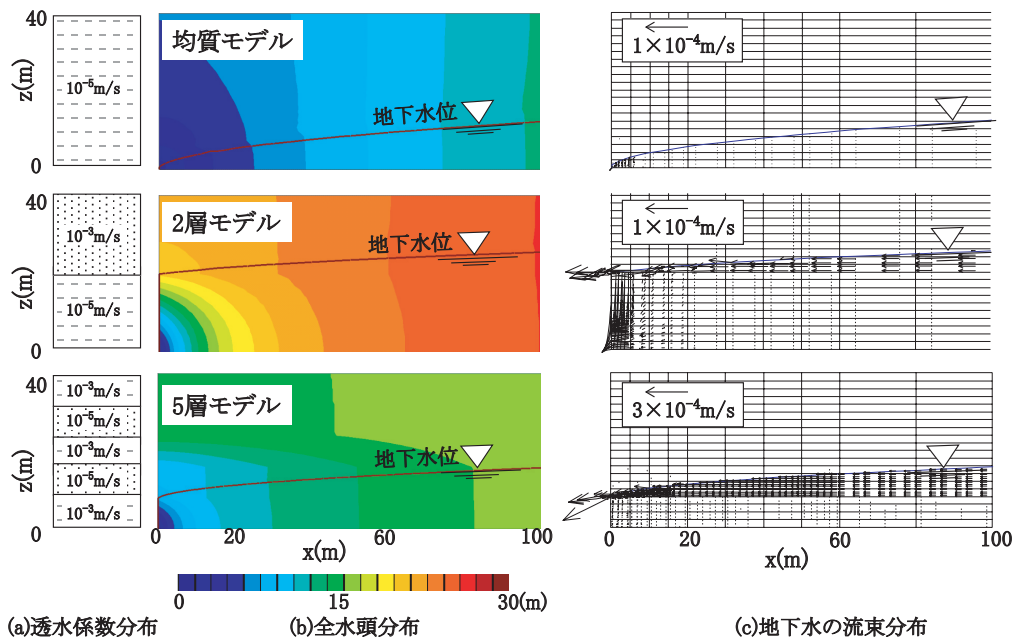 40
z(m)
0
10⁻⁵m/s
均質モデル
地下水位
1×10⁻⁴m/s
40
z(m)
0
10⁻³m/s
10⁻⁵m/s
2層モデル
地下水位
1×10⁻⁴m/s
40
z(m)
0
10⁻³m/s
10⁻⁵m/s
10⁻³m/s
10⁻⁵m/s
10⁻³m/s
5層モデル
地下水位
3×10⁻⁴m/s
0 20 60 100
x(m)
0 20 60 100
x(m)
0 15 30(m)
(a)透水係数分布
(b)全水頭分布
(c)地下水の流束分布